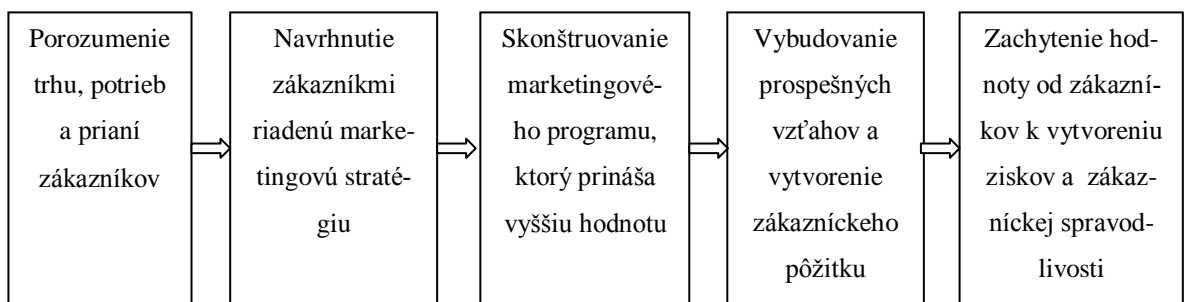 Porozumenie
trhu, potrieb
a prianí
zákazníkov
Navrhnutie
zákazníkmi
riadenú marke-
tingovú straté-
giu
Skonštruovanie
marketingové-
ho programu,
ktorý prináša
vyššiu hodnotu
Vybudovanie
prospešných
vzťahov a
vytvorenie
zákazníckeho
pôžitku
Zachytenie hod-
noty od zákazní-
kov k vytvoreniu
ziskov a zákaz-
níckej spravod-
livosti